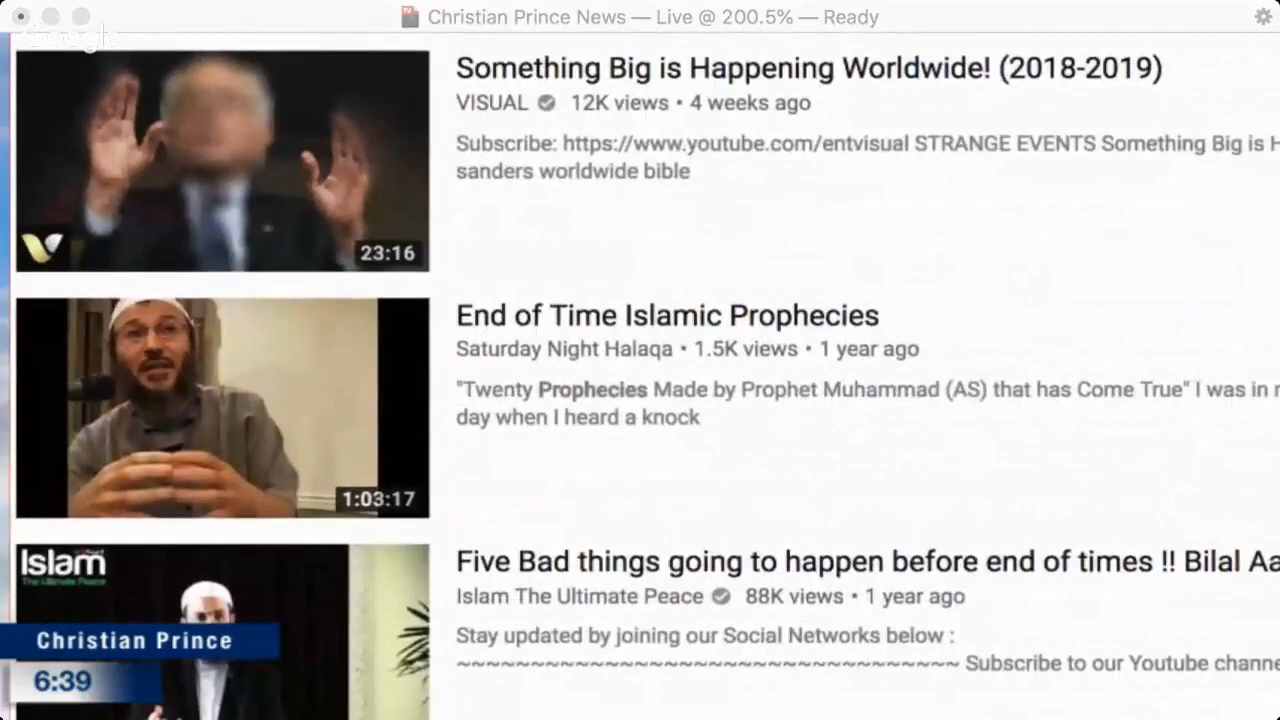 Christian Prince News — Live @ 200.5% — Ready
Google
Something Big is Happening Worldwide! (2018-2019)
VISUAL 12K views • 4 weeks ago
Subscribe: https://www.youtube.com/entvisual STRANGE EVENTS Something Big is H
sanders worldwide bible
23:16
End of Time Islamic Prophecies
Saturday Night Halaqa • 1.5K views • 1 year ago
"Twenty Prophecies Made by Prophet Muhammad (AS) that has Come True" I was in
day when I heard a knock
1:03:17
Islam
The Ultimate Peace
Five Bad things going to happen before end of times !! Bilal
Islam The Ultimate Peace 88K views • 1 year ago
Stay updated by joining our Social Networks below :
~~~~~~~~~~~~~~~~~~~~~~~~~~~~~~~~~~ Subscribe to our Youtube channe
Christian Prince
6:39